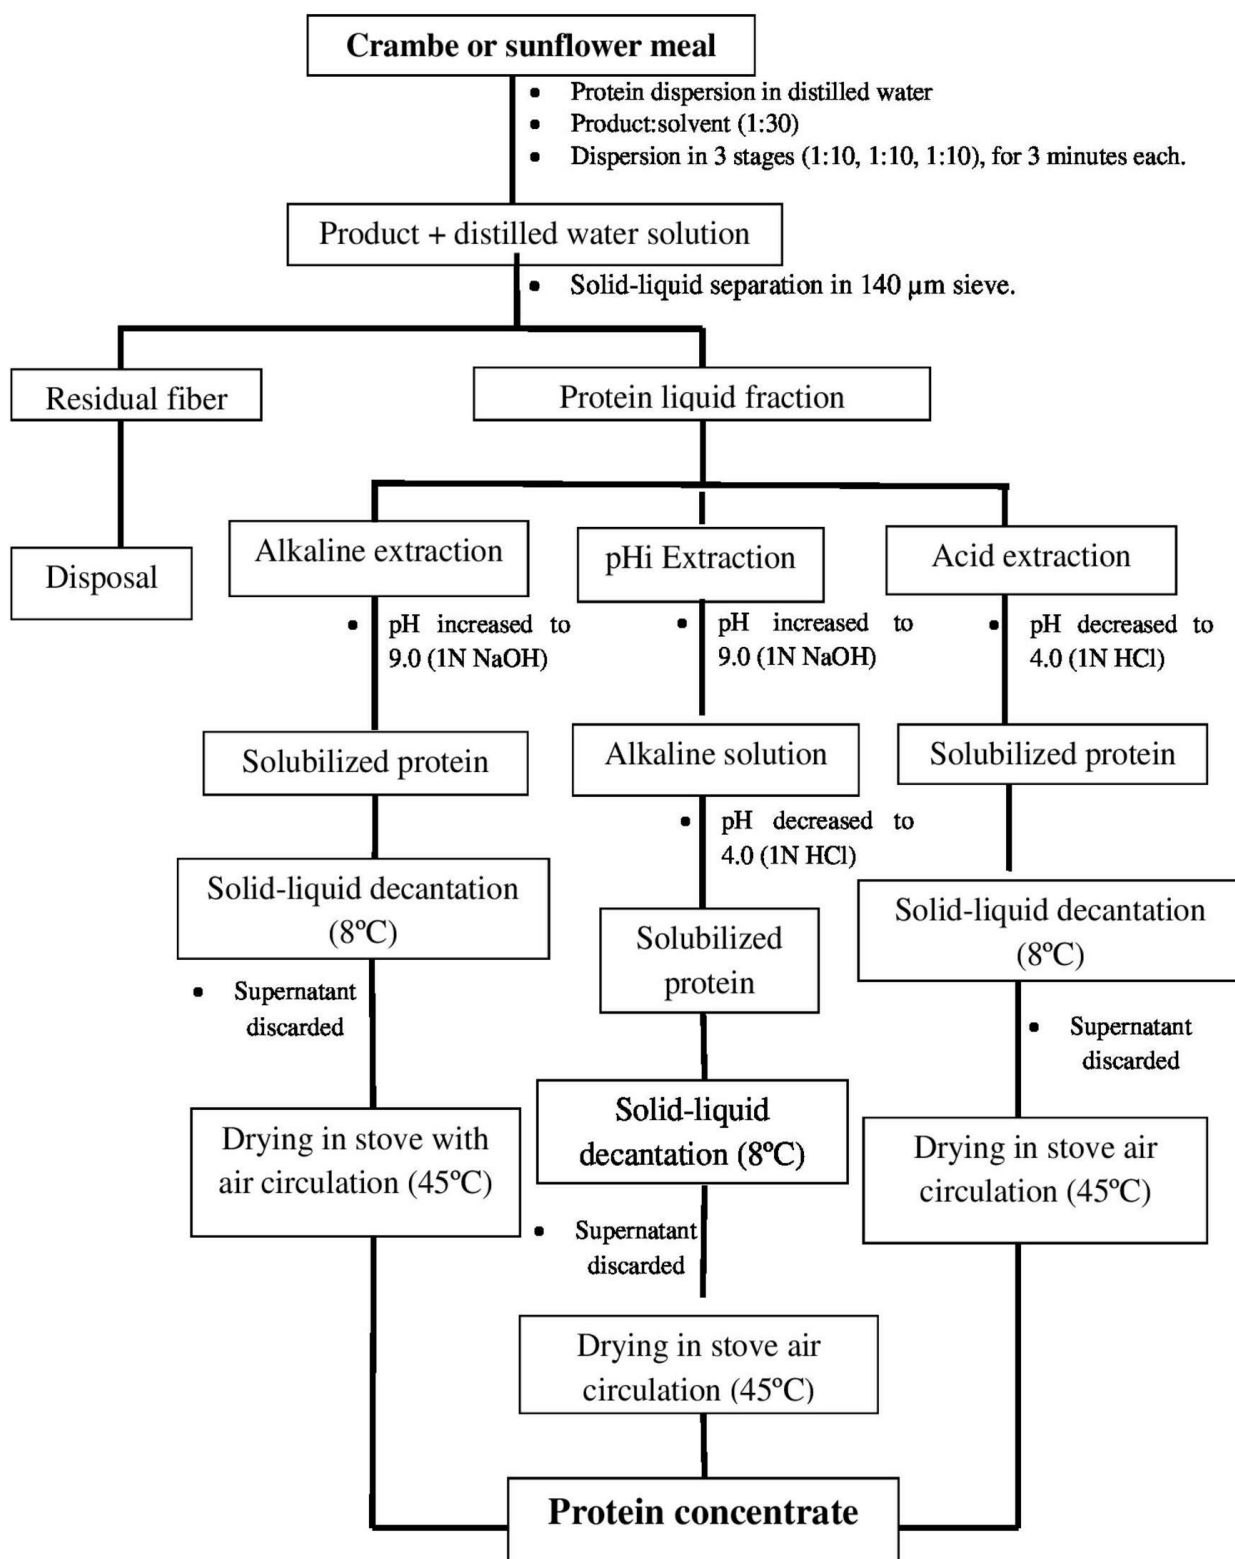 Crambe or sunflower meal
• Protein dispersion in distilled water
• Product:solvent (1:30)
• Dispersion in 3 stages (1:10, 1:10, 1:10), for 3 minutes each.
Product + distilled water solution
• Solid-liquid separation in 140 µm sieve.
Residual fiber
Protein liquid fraction
Disposal
Alkaline extraction
• pH increased to
9.0 (1N NaOH)
Solubilized protein
Solid-liquid decantation
(8ºC)
• Supernatant
discarded
Drying in stove with
air circulation (45ºC)
pHi Extraction
• pH increased to
9.0 (1N NaOH)
Alkaline solution
• pH decreased to
4.0 (1N HCl)
Solubilized
protein
Solid-liquid
decantation (8ºC)
• Supernatant
discarded
Drying in stove air
circulation (45ºC)
Acid extraction
• pH decreased to
4.0 (1N HCl)
Solubilized protein
Solid-liquid decantation
(8ºC)
• Supernatant
discarded
Drying in stove air
circulation (45ºC)
Protein concentrate